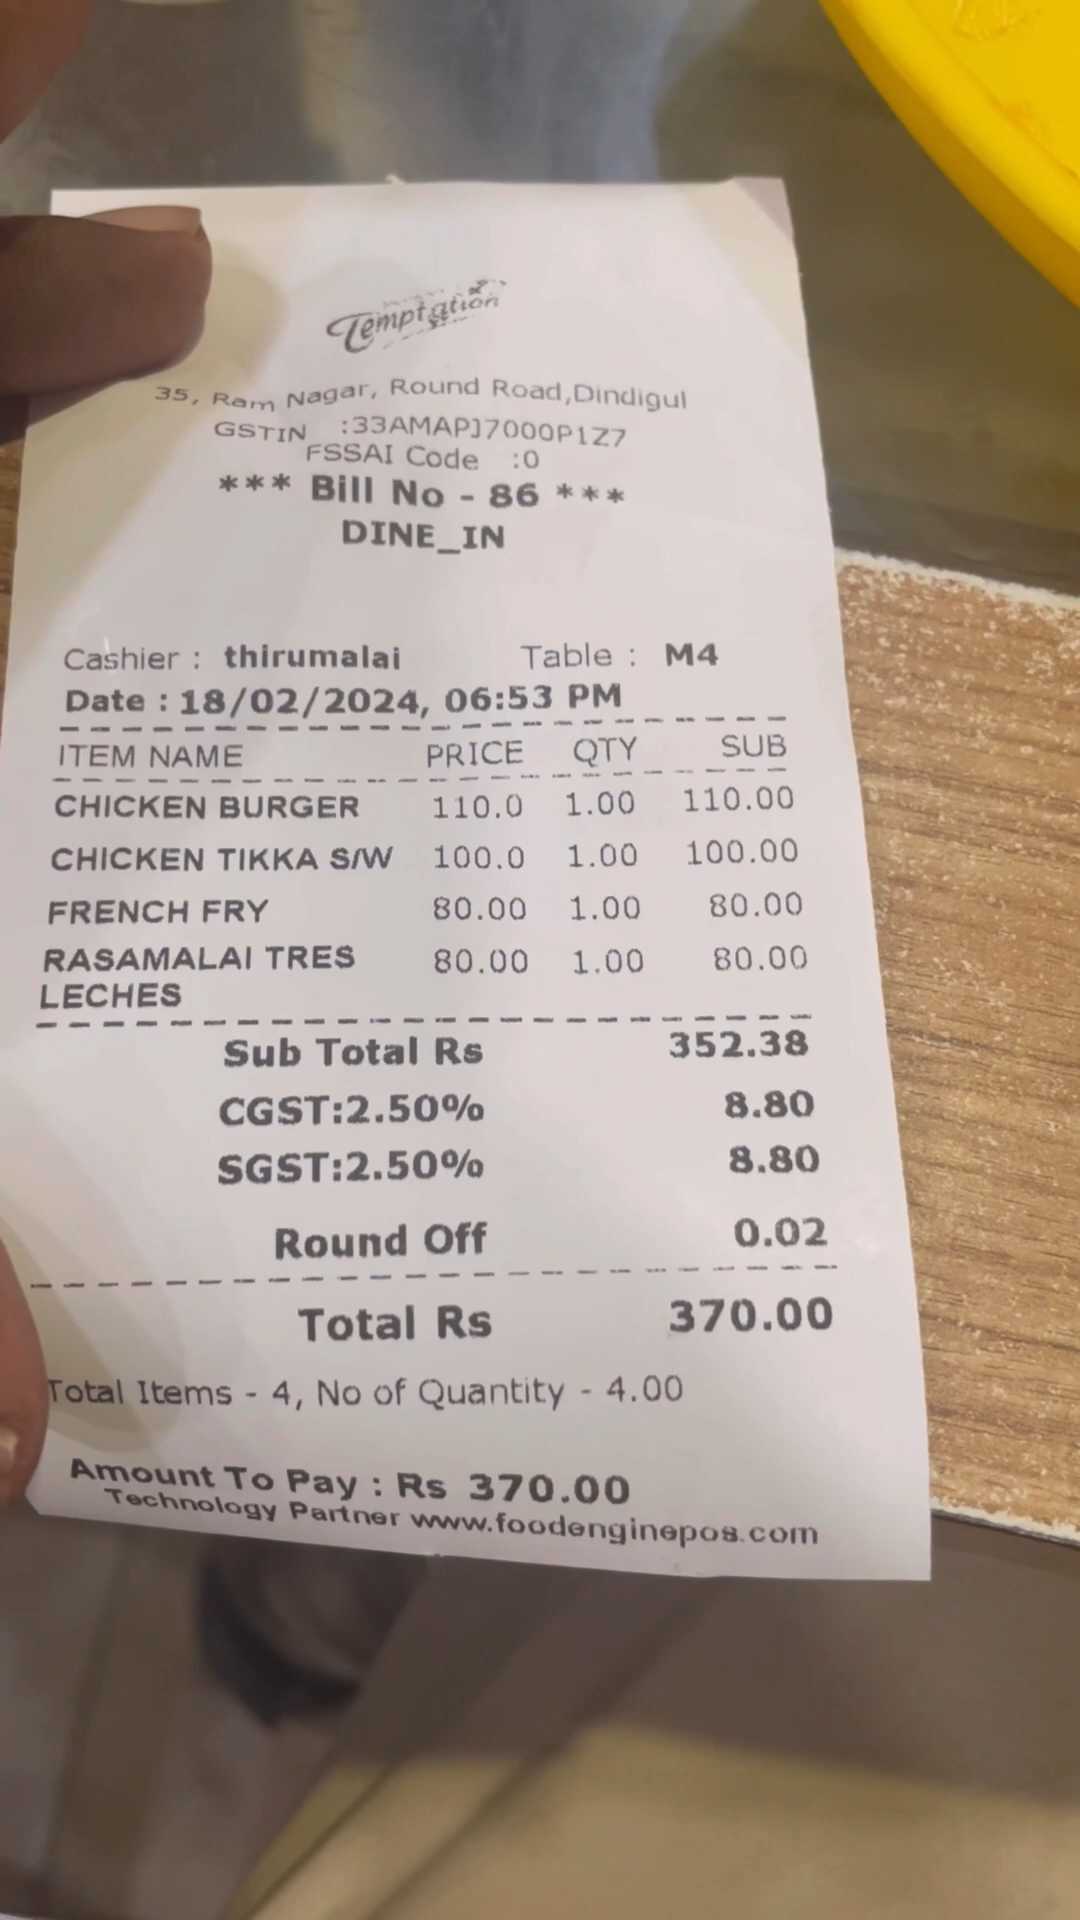 Temptation
35, Ram Nagar, Round Road,Dindigul
GSTIN :33AMAPJ7000P1Z7
FSSAI Code :0
*** Bill No - 86 ***
DINE_IN
Cashier : thirumalai Table : M4
Date : 18/02/2024, 06:53 PM
ITEM NAME PRICE QTY SUB
CHICKEN BURGER 110.0 1.00 110.00
CHICKEN TIKKA S/W 100.0 1.00 100.00
FRENCH FRY 80.00 1.00 80.00
RASAMALAI TRES 80.00 1.00 80.00
LECHES
Sub Total Rs 352.38
CGST:2.50% 8.80
SGST:2.50% 8.80
Round Off 0.02
Total Rs 370.00
Total Items - 4, No of Quantity - 4.00
Amount To Pay : Rs 370.00
Technology Partner www.foodenginepos.com